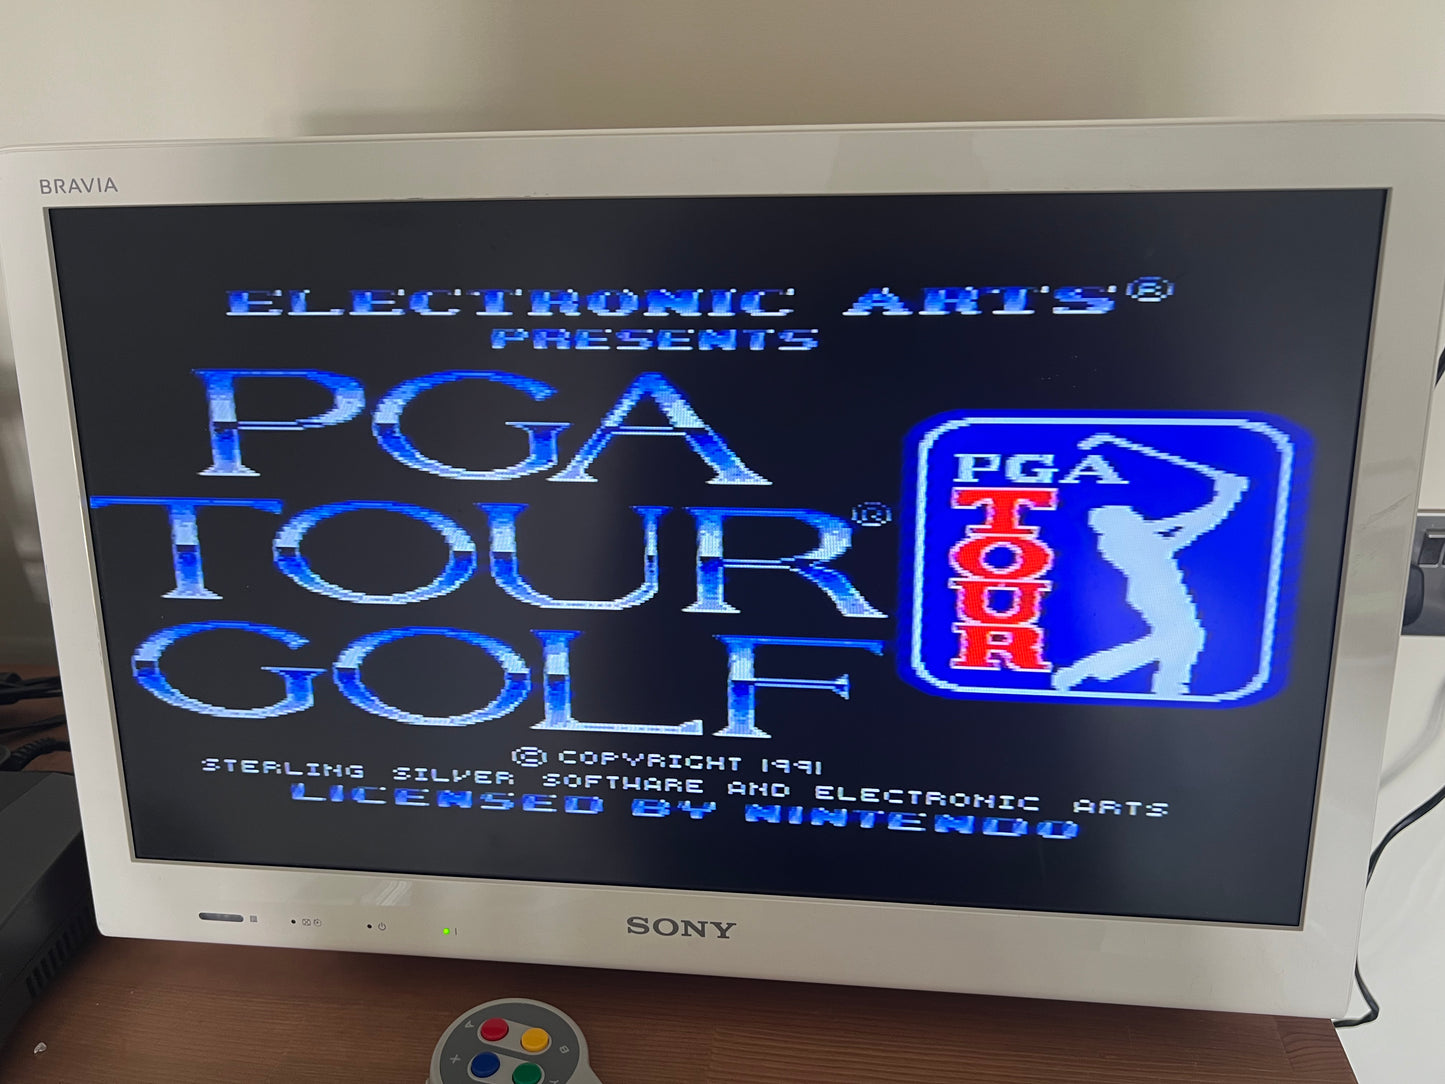 BRAVIA
ELECTRONIC ARTS®
PRESENTS
PGA
TOUR®
GOLF
PGA
TOUR
© COPYRIGHT 1991
STERLING SILVER SOFTWARE AND ELECTRONIC ARTS
LICENSED BY NINTENDO
SONY
A
B
X
Y